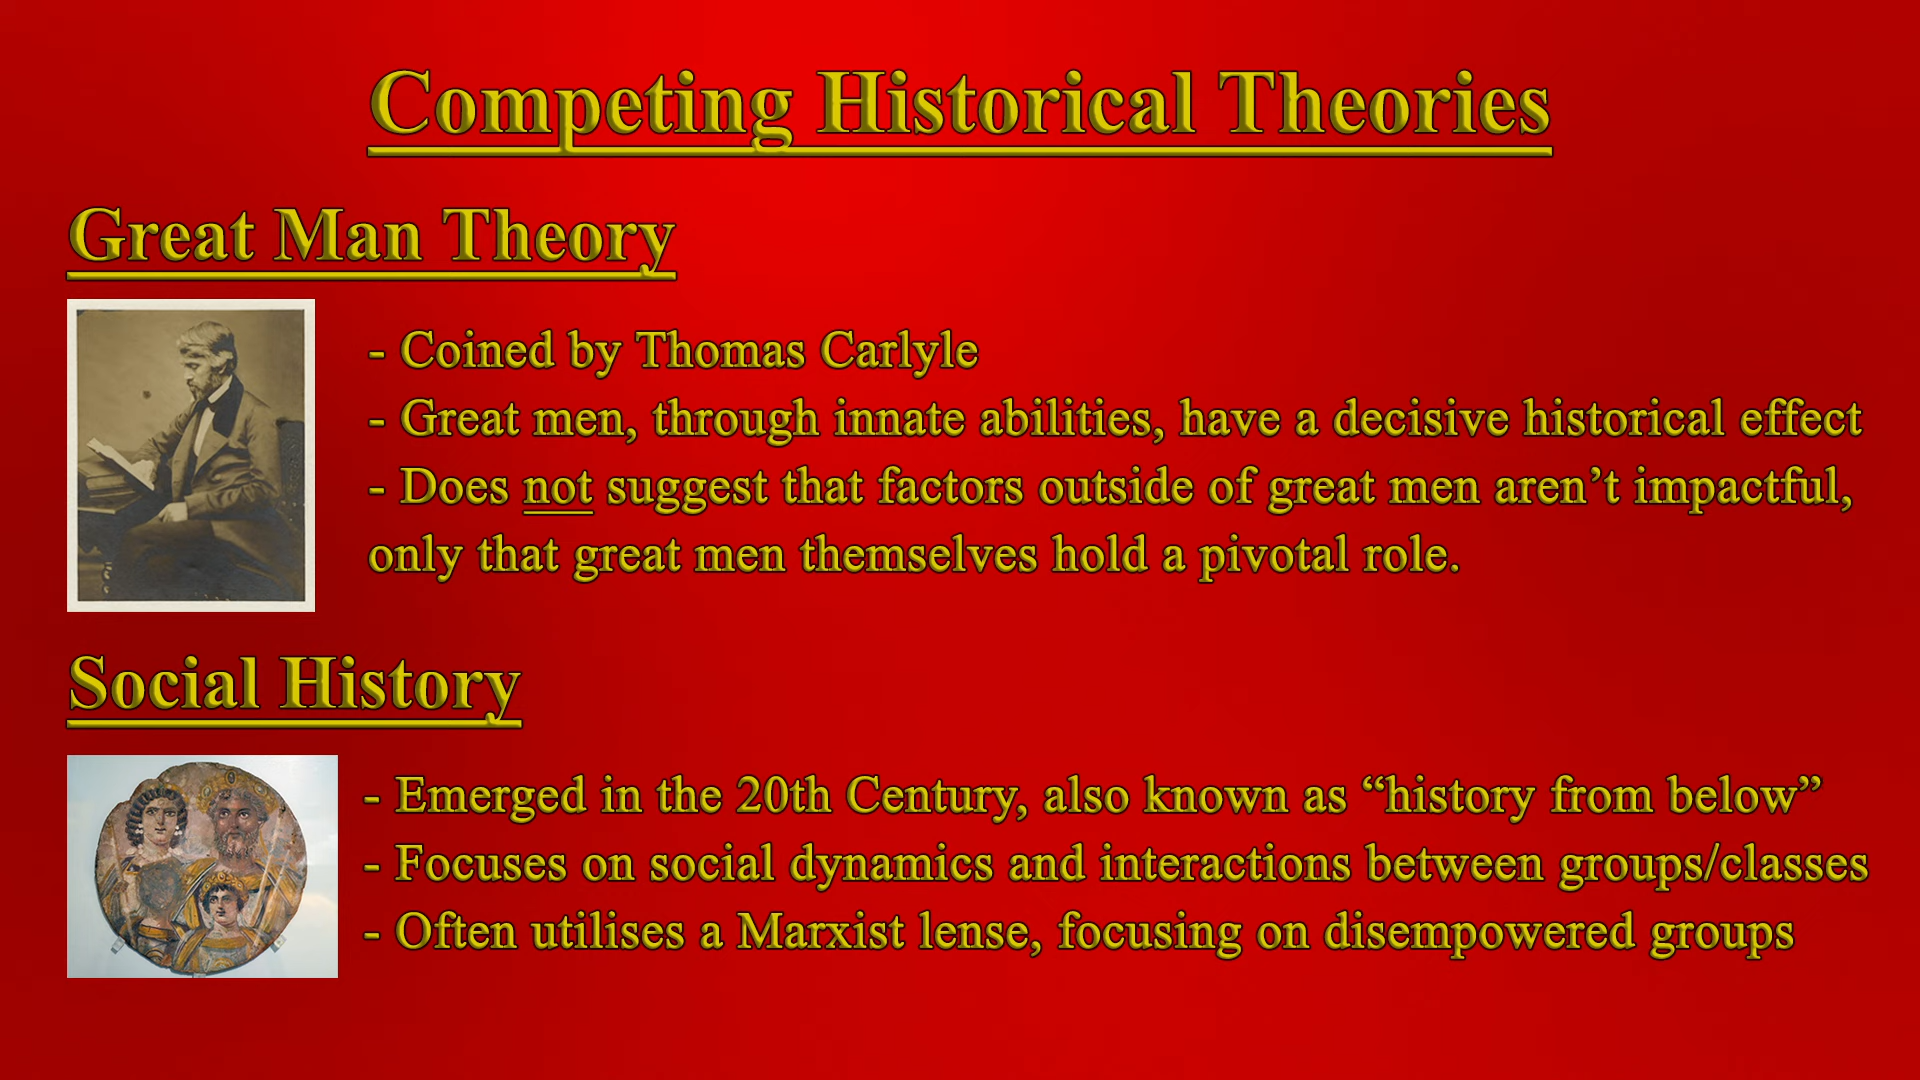 Competing Historical Theories
Great Man Theory
- Coined by Thomas Carlyle
- Great men, through innate abilities, have a decisive historical effect
- Does not suggest that factors outside of great men aren’t impactful,
only that great men themselves hold a pivotal role.
Social History
- Emerged in the 20th Century, also known as “history from below”
- Focuses on social dynamics and interactions between groups/classes
- Often utilises a Marxist lense, focusing on disempowered groups